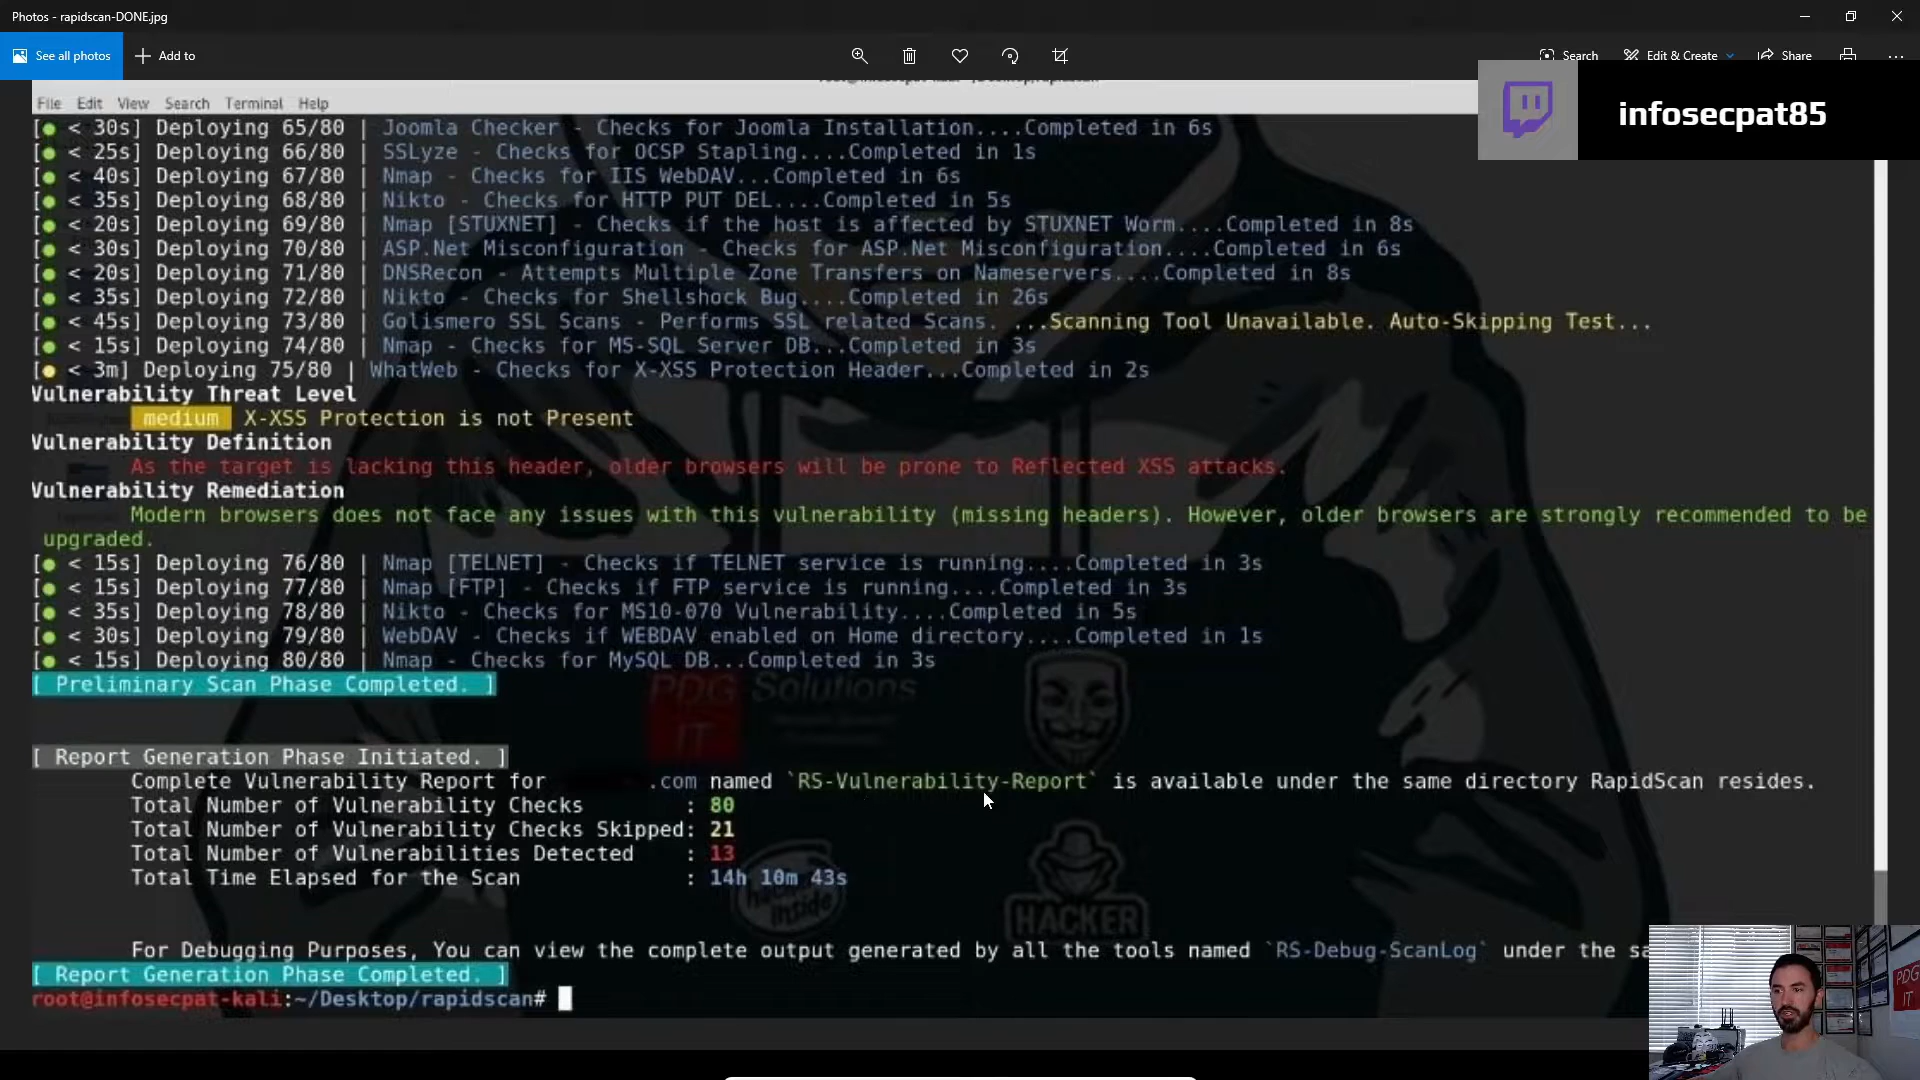 Photos - rapidscan-DONE.jpg
See all photos
Add to
Search
Edit & Create
Share
infosecpat85
File Edit View Search Terminal Help
[● < 30s] Deploying 65/80 | Joomla Checker - Checks for Joomla Installation....Completed in 6s
[● < 25s] Deploying 66/80 | SSLyze - Checks for OCSP Stapling....Completed in 1s
[● < 40s] Deploying 67/80 | Nmap - Checks for IIS WebDAV...Completed in 6s
[● < 35s] Deploying 68/80 | Nikto - Checks for HTTP PUT DEL....Completed in 5s
[● < 20s] Deploying 69/80 | Nmap [STUXNET] - Checks if the host is affected by STUXNET Worm....Completed in 8s
[● < 30s] Deploying 70/80 | ASP.Net Misconfiguration - Checks for ASP.Net Misconfiguration....Completed in 6s
[● < 20s] Deploying 71/80 | DNSRecon - Attempts Multiple Zone Transfers on Nameservers....Completed in 8s
[● < 35s] Deploying 72/80 | Nikto - Checks for Shellshock Bug....Completed in 26s
[● < 45s] Deploying 73/80 | Golismero SSL Scans - Performs SSL related Scans. ...Scanning Tool Unavailable. Auto-Skipping Test...
[● < 15s] Deploying 74/80 | Nmap - Checks for MS-SQL Server DB...Completed in 3s
[● < 3m] Deploying 75/80 | WhatWeb - Checks for X-XSS Protection Header...Completed in 2s
Vulnerability Threat Level
medium X-XSS Protection is not Present
Vulnerability Definition
As the target is lacking this header, older browsers will be prone to Reflected XSS attacks.
Vulnerability Remediation
Modern browsers does not face any issues with this vulnerability (missing headers). However, older browsers are strongly recommended to be
upgraded.
[● < 15s] Deploying 76/80 | Nmap [TELNET] - Checks if TELNET service is running....Completed in 3s
[● < 15s] Deploying 77/80 | Nmap [FTP] - Checks if FTP service is running....Completed in 3s
[● < 35s] Deploying 78/80 | Nikto - Checks for MS10-070 Vulnerability....Completed in 5s
[● < 30s] Deploying 79/80 | WebDAV - Checks if WEBDAV enabled on Home directory....Completed in 1s
[● < 15s] Deploying 80/80 | Nmap - Checks for MySQL DB...Completed in 3s
[ Preliminary Scan Phase Completed. ]
PDG Solutions
IT
[ Report Generation Phase Initiated. ]
Complete Vulnerability Report for .com named `RS-Vulnerability-Report` is available under the same directory RapidScan resides.
Total Number of Vulnerability Checks : 80
Total Number of Vulnerability Checks Skipped: 21
Total Number of Vulnerabilities Detected : 13
Total Time Elapsed for the Scan : 14h 10m 43s
hacker
inside
HACKER
For Debugging Purposes, You can view the complete output generated by all the tools named `RS-Debug-ScanLog` under the sa
[ Report Generation Phase Completed. ]
root@infosecpat-kali:~/Desktop/rapidscan#
PDG
IT